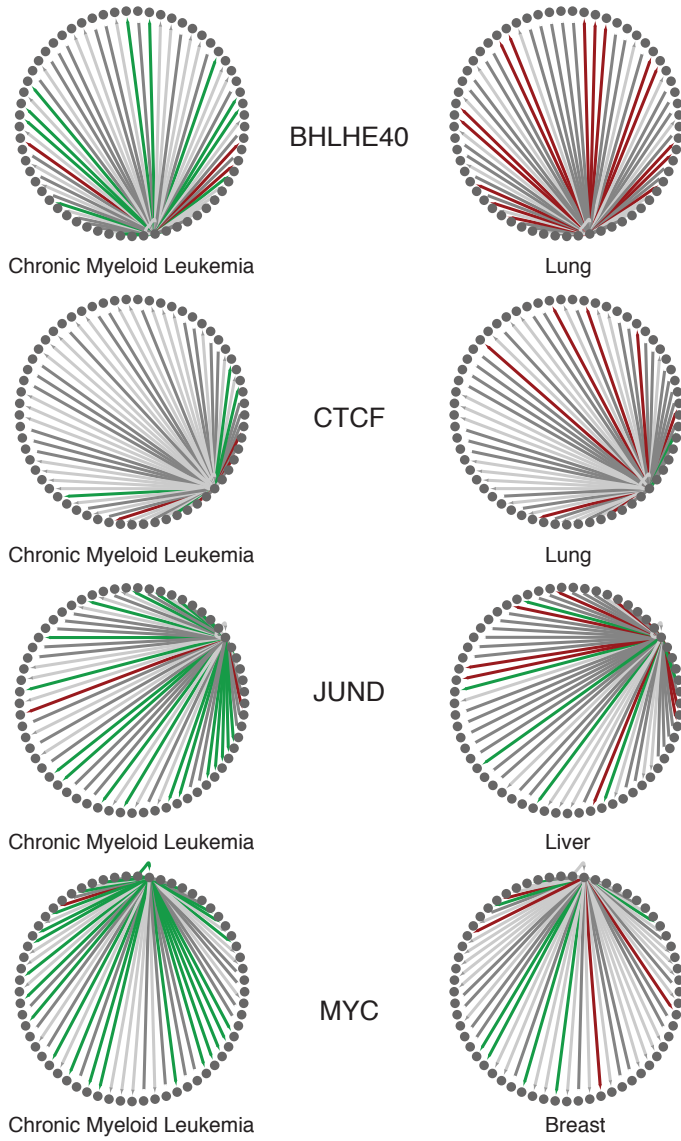 BHLHE40
Chronic Myeloid Leukemia
Lung
CTCF
Chronic Myeloid Leukemia
Lung
JUND
Chronic Myeloid Leukemia
Liver
MYC
Chronic Myeloid Leukemia
Breast